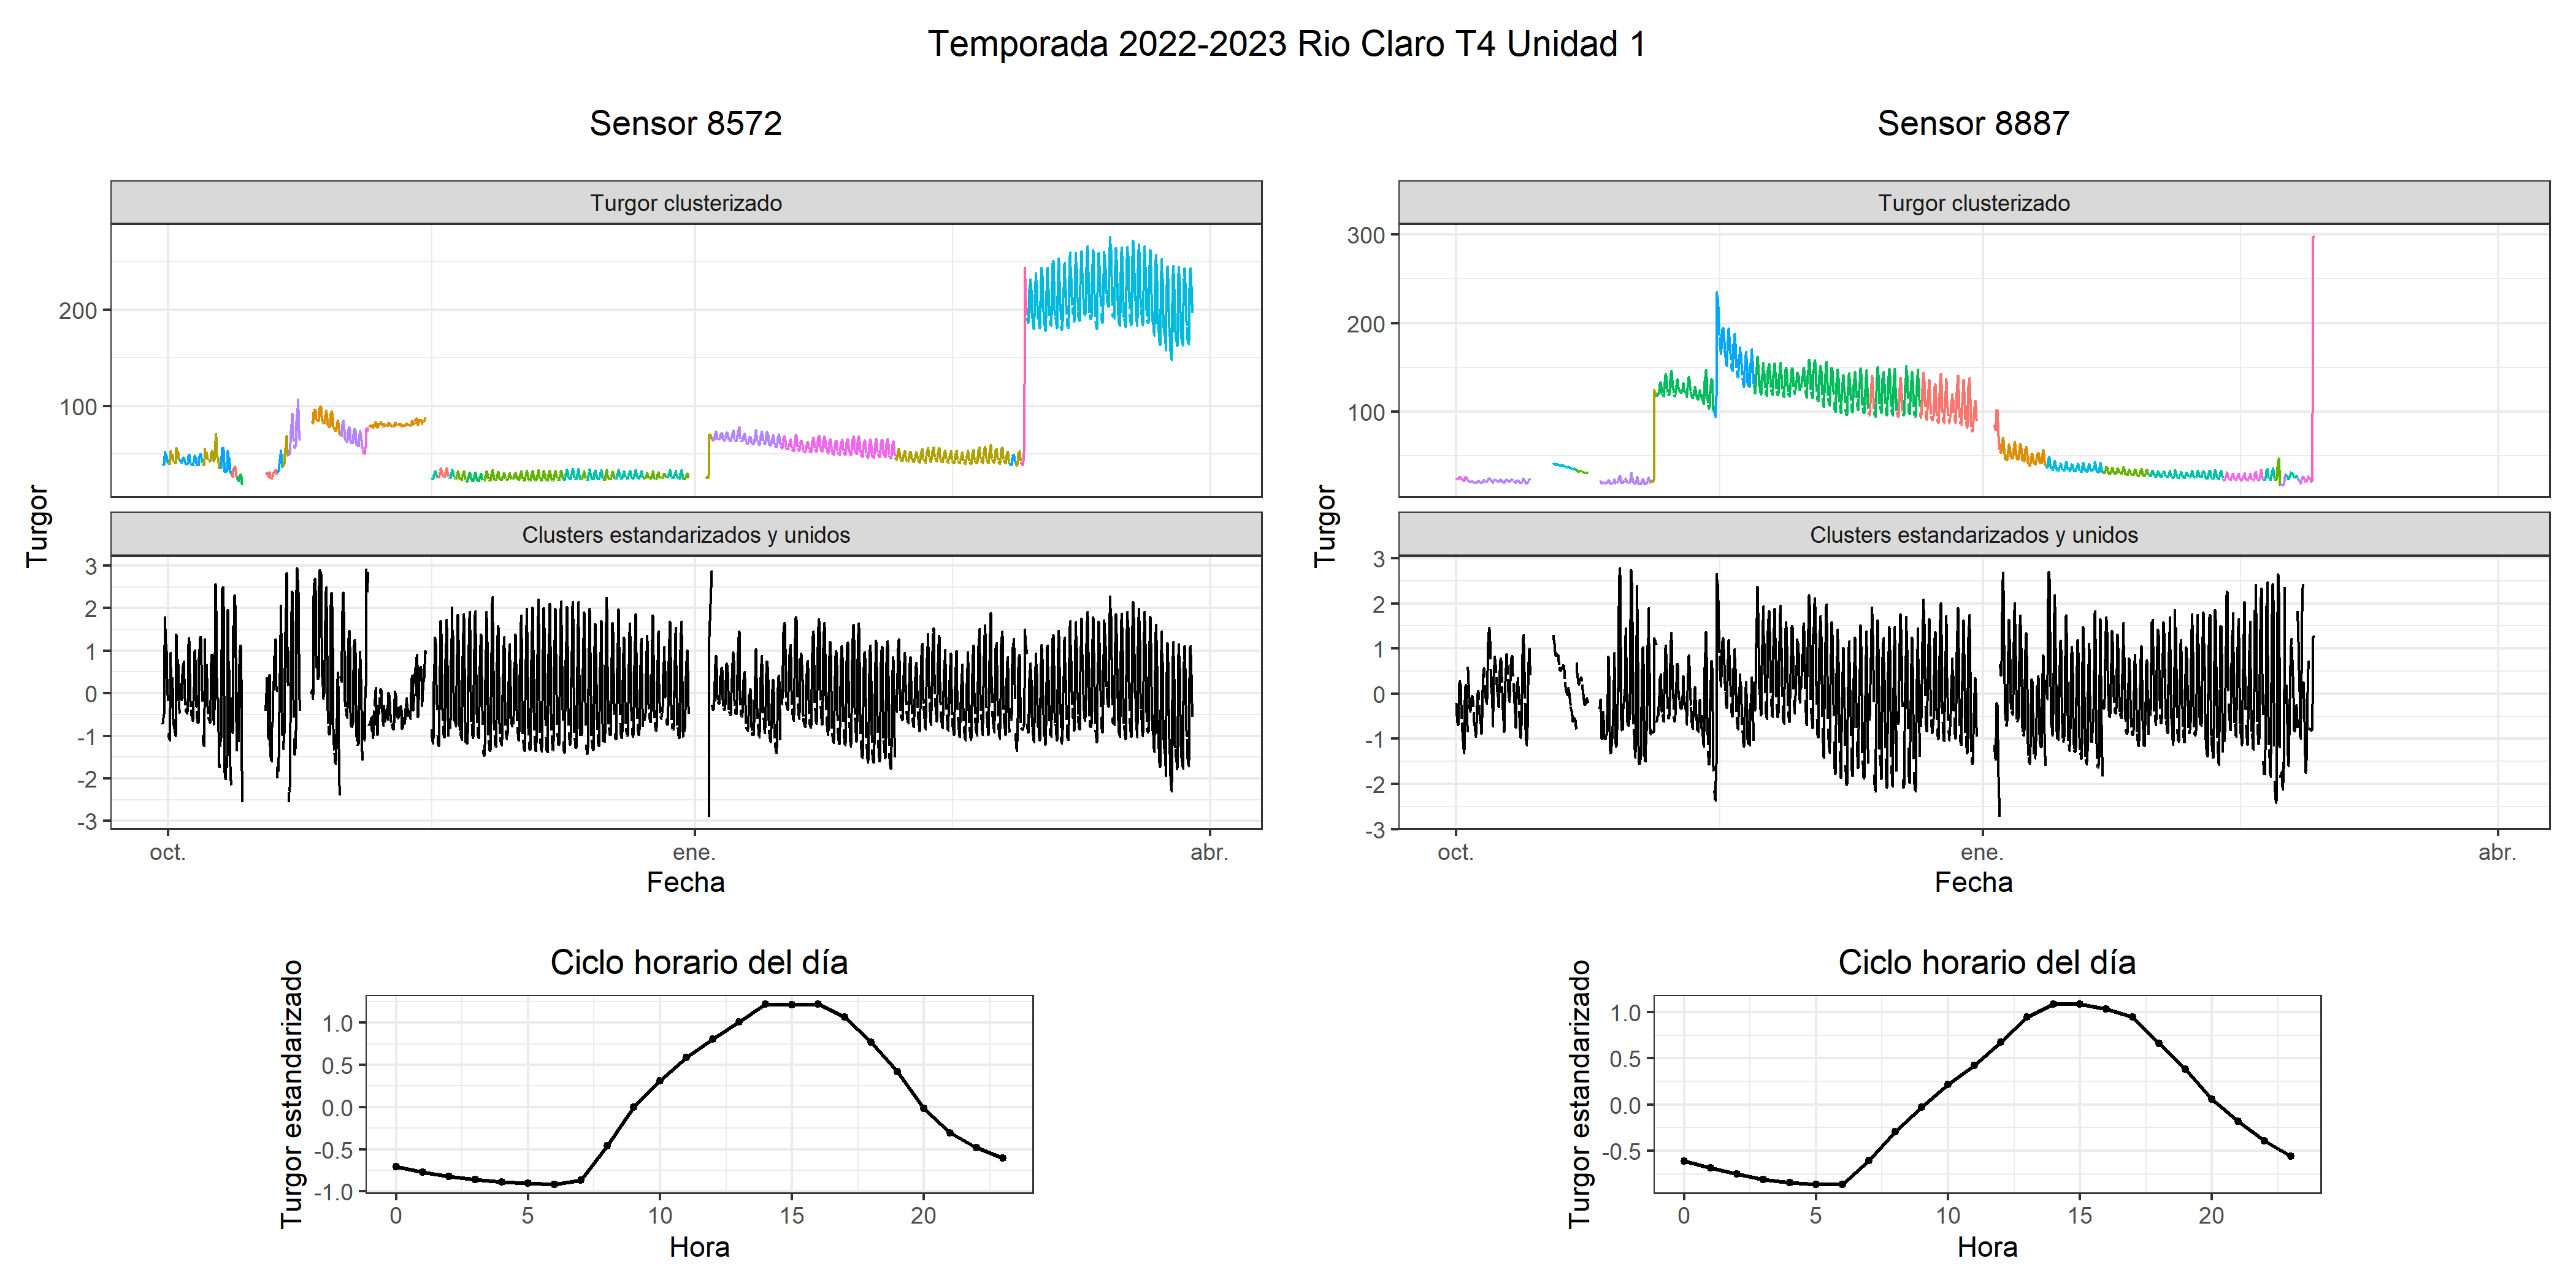 Temporada 2022-2023 Rio Claro T4 Unidad 1
Sensor 8572
Turgor clusterizado
200
100
Clusters estandarizados y unidos
3
2
1
0
-1
-2
-3
Turgor
oct.
ene.
abr.
Fecha
Ciclo horario del día
1.0
0.5
0.0
-0.5
-1.0
Turgor estandarizado
0
5
10
15
20
Hora
Sensor 8887
Turgor clusterizado
300
200
100
Clusters estandarizados y unidos
3
2
1
0
-1
-2
-3
Turgor
oct.
ene.
abr.
Fecha
Ciclo horario del día
1.0
0.5
0.0
-0.5
Turgor estandarizado
0
5
10
15
20
Hora